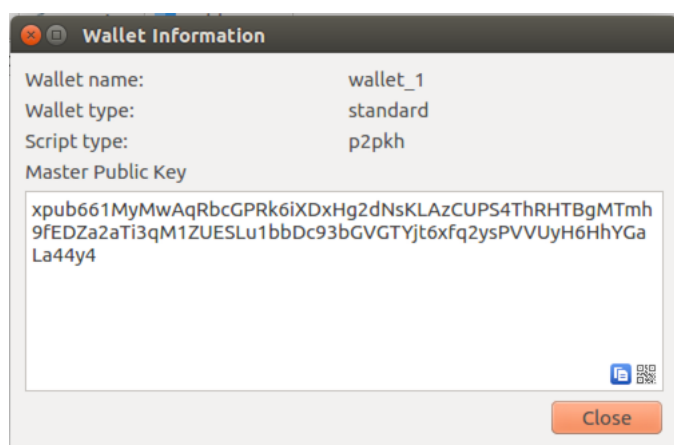 Wallet Information
Wallet name: wallet_1
Wallet type: standard
Script type: p2pkh
Master Public Key
xpub661MyMwAqRbcGPRk6iXDxHg2dNsKLAzCUPS4ThRHTBgMTmh
9fEDZa2aTi3qM1ZUESLu1bbDc93bGVGTYjt6xfq2ysPVVUyH6HhYGa
La44y4
Close